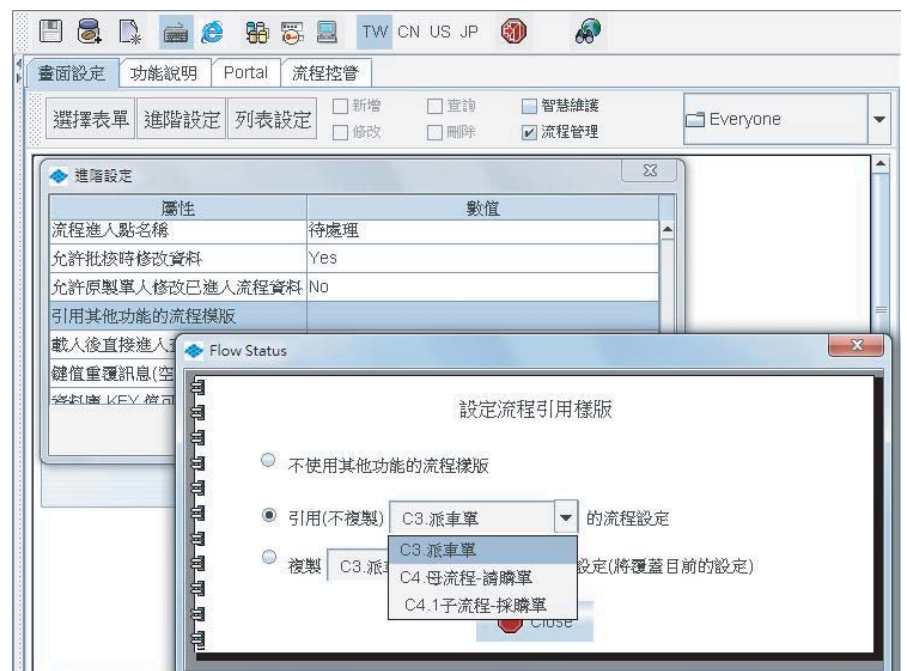 TW CN US JP
畫面設定 功能說明 Portal 流程控管
選擇表單 進階設定 列表設定
新增 查詢 智慧維護
修改 刪除 流程管理
Everyone
進階設定
屬性 數值
流程進入點名稱 待處理
允許批核時修改資料 Yes
允許原製單人修改已進入流程資料 No
引用其他功能的流程模版
載入後直接進入
鍵值重覆訊息(空
資料庫 KEY 值可
Flow Status
設定流程引用樣版
不使用其他功能的流程樣版
引用(不複製) C3.派車單 的流程設定
C3.派車單
複製 C3.派 設定(將覆蓋目前的設定)
C4.母流程-請購單
C4.1子流程-採購單
Close